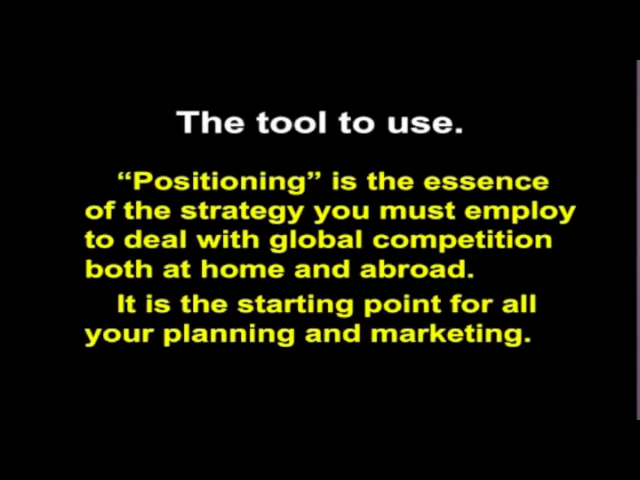 The tool to use.
“Positioning” is the essence
of the strategy you must employ
to deal with global competition
both at home and abroad.
It is the starting point for all
your planning and marketing.